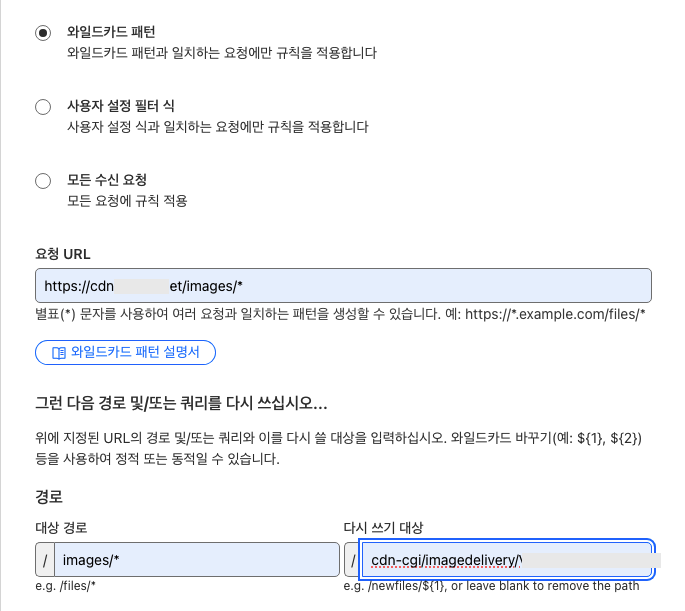 와일드카드 패턴
와일드카드 패턴과 일치하는 요청에만 규칙을 적용합니다
사용자 설정 필터 식
사용자 설정 식과 일치하는 요청에만 규칙을 적용합니다
모든 수신 요청
모든 요청에 규칙 적용
요청 URL
https://cdn et/images/*
별표(*) 문자를 사용하여 여러 요청과 일치하는 패턴을 생성할 수 있습니다. 예: https://*.example.com/files/*
와일드카드 패턴 설명서
그런 다음 경로 및/또는 쿼리를 다시 쓰십시오...
위에 지정된 URL의 경로 및/또는 쿼리와 이를 다시 쓸 대상을 입력하십시오. 와일드카드 바꾸기(예: ${1}, ${2})
등을 사용하여 정적 또는 동적일 수 있습니다.
경로
대상 경로
다시 쓰기 대상
/ images/*
/ cdn-cgi/imagedelivery/
e.g. /files/*
e.g. /newfiles/${1}, or leave blank to remove the path